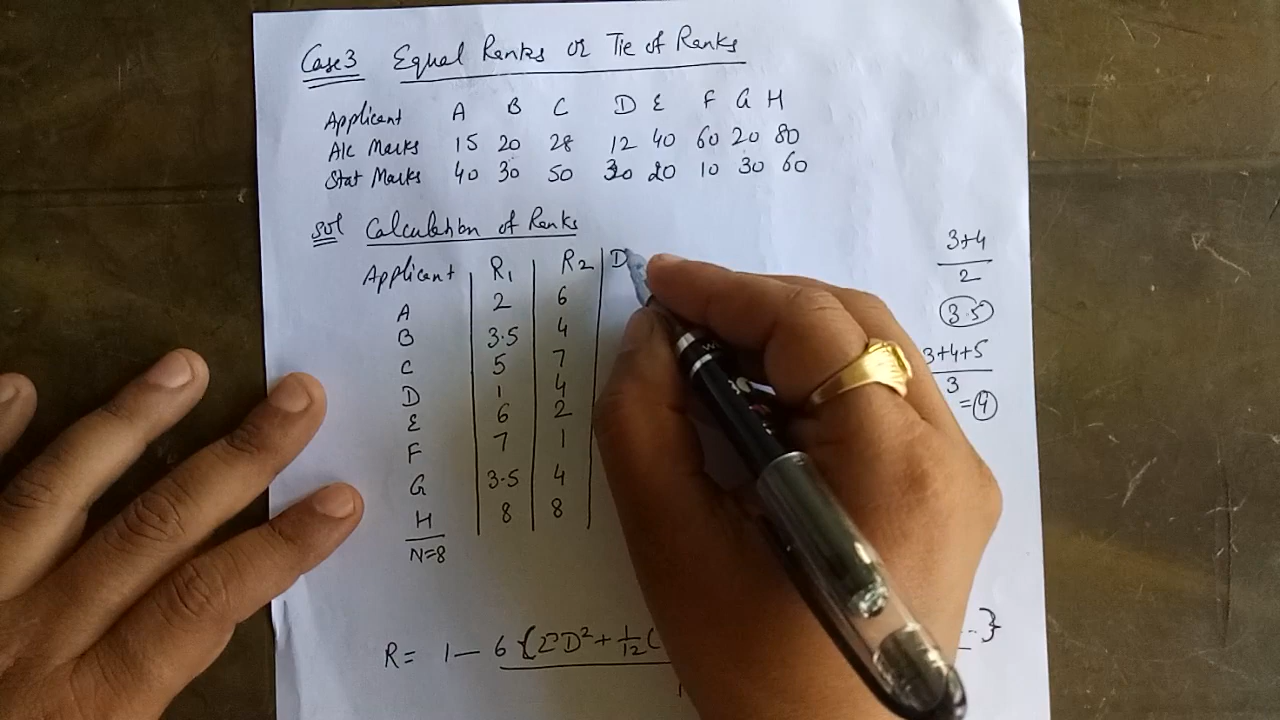 Case 3 Equal Ranks or Tie of Ranks
Applicant A B C D E F G H
A/c Marks 15 20 28 12 40 60 20 80
Stat Marks 40 30 50 30 20 10 30 60
Sol Calculation of Ranks
Applicant R1 R2 D
A 2 6
B 3.5 4
C 5 7
D 1 4
E 6 2
F 7 1
G 3.5 4
H 8 8
N=8
3+4
2
3.5
3+4+5
3
=4
R= 1- 6 {ΣD²+1/12(
...}